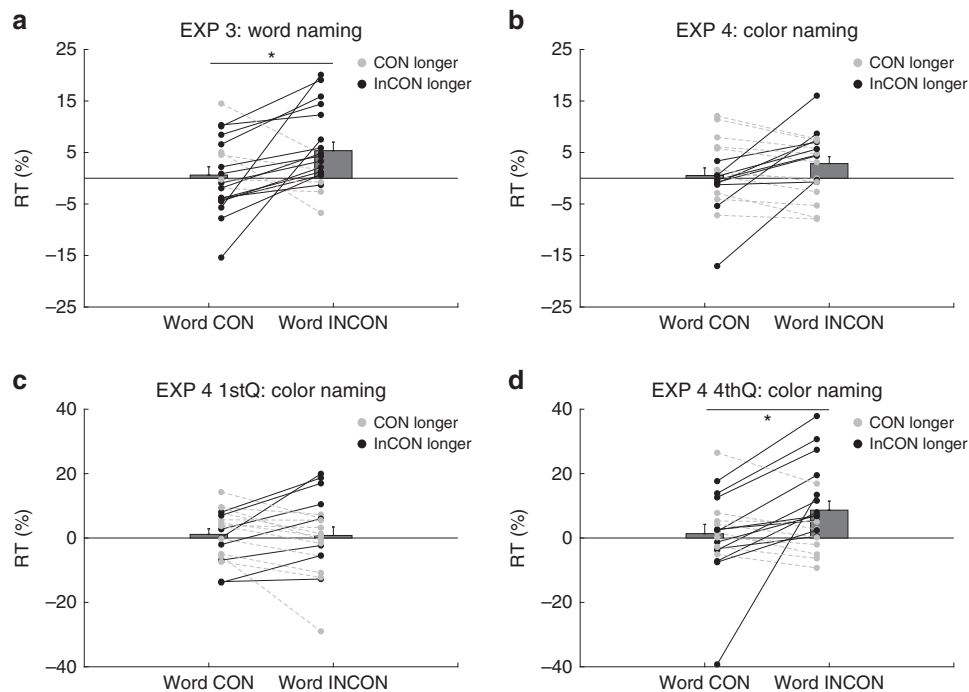 a
EXP 3: word naming
25
15
5
–5
–15
–25
RT (%)
*
CON longer
InCON longer
Word CON
Word INCON
b
EXP 4: color naming
25
15
5
–5
–15
–25
RT (%)
CON longer
InCON longer
Word CON
Word INCON
c
EXP 4 1stQ: color naming
40
20
0
–20
–40
RT (%)
CON longer
InCON longer
Word CON
Word INCON
d
EXP 4 4thQ: color naming
40
20
0
–20
–40
RT (%)
*
CON longer
InCON longer
Word CON
Word INCON